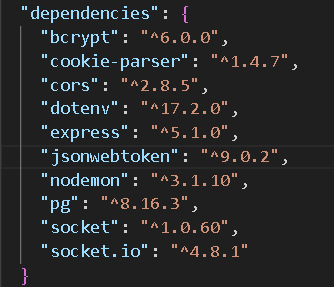 "dependencies": {
"bcrypt": "^6.0.0",
"cookie-parser": "^1.4.7",
"cors": "^2.8.5",
"dotenv": "^17.2.0",
"express": "^5.1.0",
"jsonwebtoken": "^9.0.2",
"nodemon": "^3.1.10",
"pg": "^8.16.3",
"socket": "^1.0.60",
"socket.io": "^4.8.1"
}